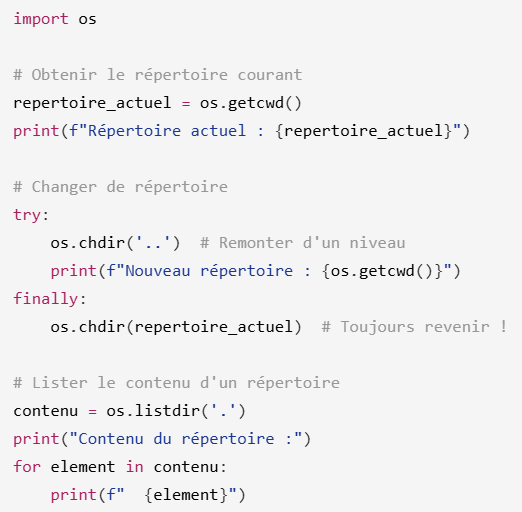 import os

# Obtenir le répertoire courant
repertoire_actuel = os.getcwd()
print(f"Répertoire actuel : {repertoire_actuel}")

# Changer de répertoire
try:
    os.chdir('..')  # Remonter d'un niveau
    print(f"Nouveau répertoire : {os.getcwd()}")
finally:
    os.chdir(repertoire_actuel)  # Toujours revenir !

# Lister le contenu d'un répertoire
contenu = os.listdir('.')
print("Contenu du répertoire :")
for element in contenu:
    print(f"  {element}")